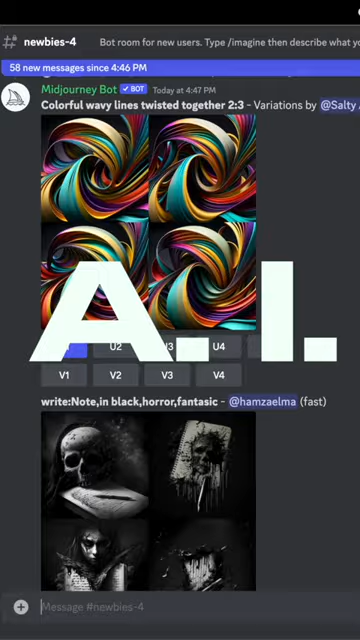 newbies-4
Bot room for new users. Type /imagine then describe what
58 new messages since 4:46 PM
Midjourney Bot ✓ BOT Today at 4:47 PM
Colorful wavy lines twisted together 2:3 - Variations by @Salty
A. I.
U2 U3 U4
V1 V2 V3 V4
write:Note,in black,horror,fantasic - @hamzaelma (fast)
Message #newbies-4